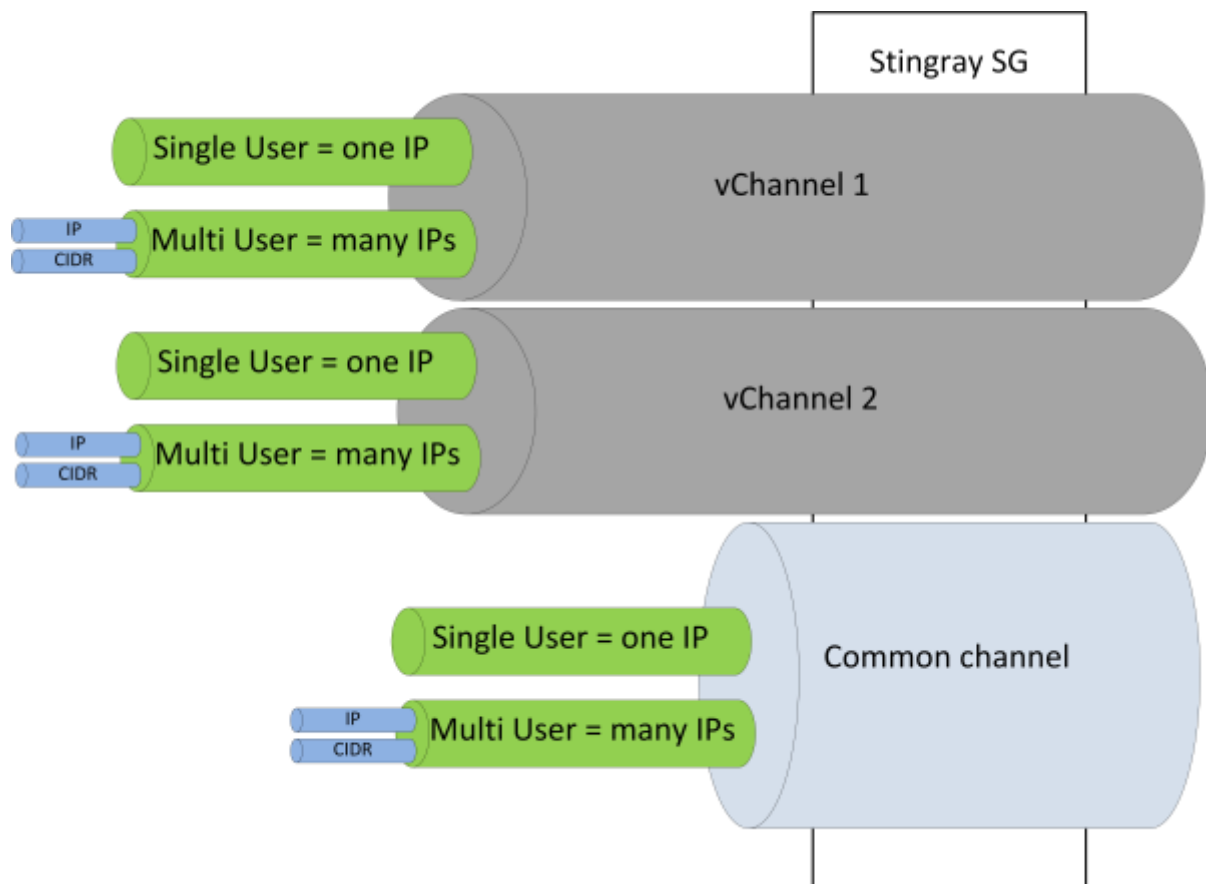 Stingray SG
Single User = one IP
vChannel 1
IP
Multi User = many IPs
CIDR
Single User = one IP
vChannel 2
IP
Multi User = many IPs
CIDR
Single User = one IP
Common channel
IP
Multi User = many IPs
CIDR